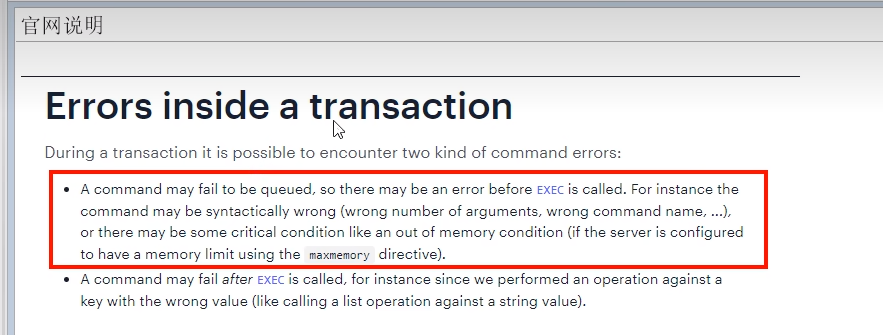 官网说明
Errors inside a transaction
During a transaction it is possible to encounter two kind of command errors:
• A command may fail to be queued, so there may be an error before EXEC is called. For instance the
command may be syntactically wrong (wrong number of arguments, wrong command name, ...),
or there may be some critical condition like an out of memory condition (if the server is configured
to have a memory limit using the maxmemory directive).
• A command may fail after EXEC is called, for instance since we performed an operation against a
key with the wrong value (like calling a list operation against a string value).